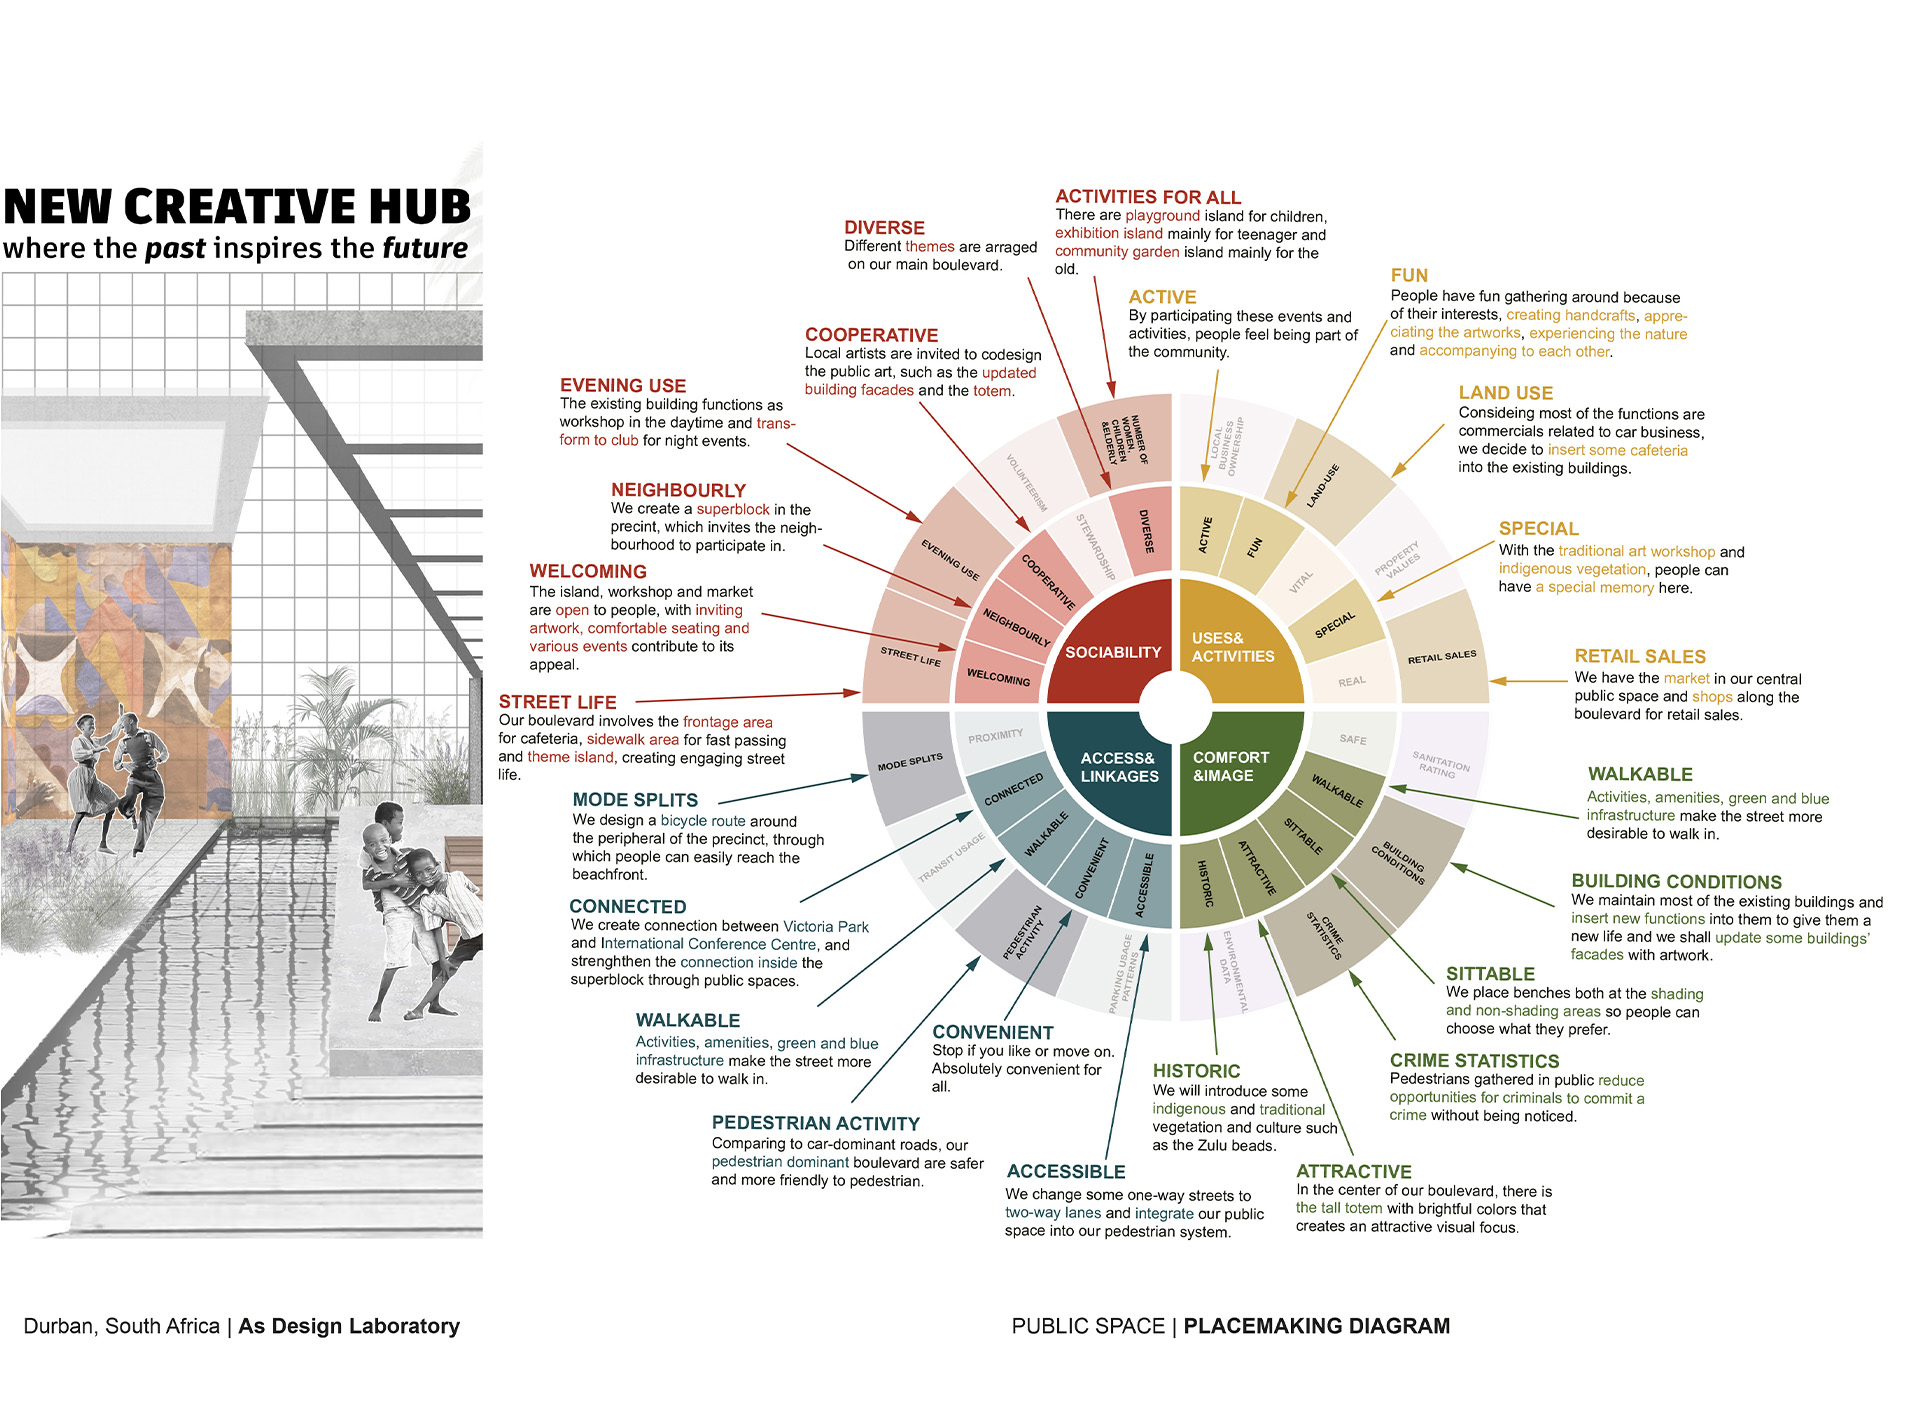 NEW CREATIVE HUB
where the past inspires the future
Durban, South Africa | As Design Laboratory
ACTIVITIES FOR ALL
There are playground island for children,
exhibition island mainly for teenager and
community garden island mainly for the
old.
DIVERSE
Different themes are arraged
on our main boulevard.
COOPERATIVE
Local artists are invited to codesign
the public art, such as the updated
building facades and the totem.
EVENING USE
The existing building functions as
workshop in the daytime and trans-
form to club for night events.
NEIGHBOURLY
We create a superblock in the
precint, which invites the neigh-
bourhood to participate in.
WELCOMING
The island, workshop and market
are open to people, with inviting
artwork, comfortable seating and
various events contribute to its
appeal.
STREET LIFE
Our boulevard involves the frontage area
for cafeteria, sidewalk area for fast passing
and theme island, creating engaging street
life.
MODE SPLITS
We design a bicycle route around
the peripheral of the precinct, through
which people can easily reach the
beachfront.
CONNECTED
We create connection between Victoria Park
and International Conference Centre, and
strenghten the connection inside the
superblock through public spaces.
WALKABLE
Activities, amenities, green and blue
infrastructure make the street more
desirable to walk in.
PEDESTRIAN ACTIVITY
Comparing to car-dominant roads, our
pedestrian dominant boulevard are safer
and more friendly to pedestrian.
CONVENIENT
Stop if you like or move on.
Absolutely convenient for
all.
ACCESSIBLE
We change some one-way streets to
two-way lanes and integrate our public
space into our pedestrian system.
ACTIVE
By participating these events and
activities, people feel being part of
the community.
FUN
People have fun gathering around because
of their interests, creating handcrafts, appre-
ciating the artworks, experiencing the nature
and accompanying to each other.
LAND USE
Consideing most of the functions are
commercials related to car business,
we decide to insert some cafeteria
into the existing buildings.
SPECIAL
With the traditional art workshop and
indigenous vegetation, people can
have a special memory here.
RETAIL SALES
We have the market in our central
public space and shops along the
boulevard for retail sales.
WALKABLE
Activities, amenities, green and blue
infrastructure make the street more
desirable to walk in.
BUILDING CONDITIONS
We maintain most of the existing buildings and
insert new functions into them to give them a
new life and we shall update some buildings'
facades with artwork.
SITTABLE
We place benches both at the shading
and non-shading areas so people can
choose what they prefer.
CRIME STATISTICS
Pedestrians gathered in public reduce
opportunities for criminals to commit a
crime without being noticed.
HISTORIC
We will introduce some
indigenous and traditional
vegetation and culture such
as the Zulu beads.
ATTRACTIVE
In the center of our boulevard, there is
the tall totem with brightful colors that
creates an attractive visual focus.
SOCIABILITY
USES&
ACTIVITIES
ACCESS&
LINKAGES
COMFORT
&IMAGE
WELCOMING
NEIGHBOURLY
COOPERATIVE
STEWARDSHIP
DIVERSE
ACTIVE
FUN
VITAL
SPECIAL
REAL
SAFE
WALKABLE
SITTABLE
ATTRACTIVE
HISTORIC
ACCESSIBLE
CONVENIENT
WALKABLE
CONNECTED
PROXIMITY
STREET LIFE
EVENING USE
VOLUNTEERISM
NUMBER OF
WOMEN,
CHILDREN
&ELDERLY
LOCAL
BUSINESS
OWNERSHIP
LAND-USE
PROPERTY
VALUES
RETAIL SALES
SANITATION
RATING
BUILDING
CONDITIONS
CRIME
STATISTICS
ENVIRONMENTAL
DATA
PARKING USAGE
PATTERNS
PEDESTRIAN
ACTIVITY
TRANSIT USAGE
MODE SPLITS
PUBLIC SPACE | PLACEMAKING DIAGRAM